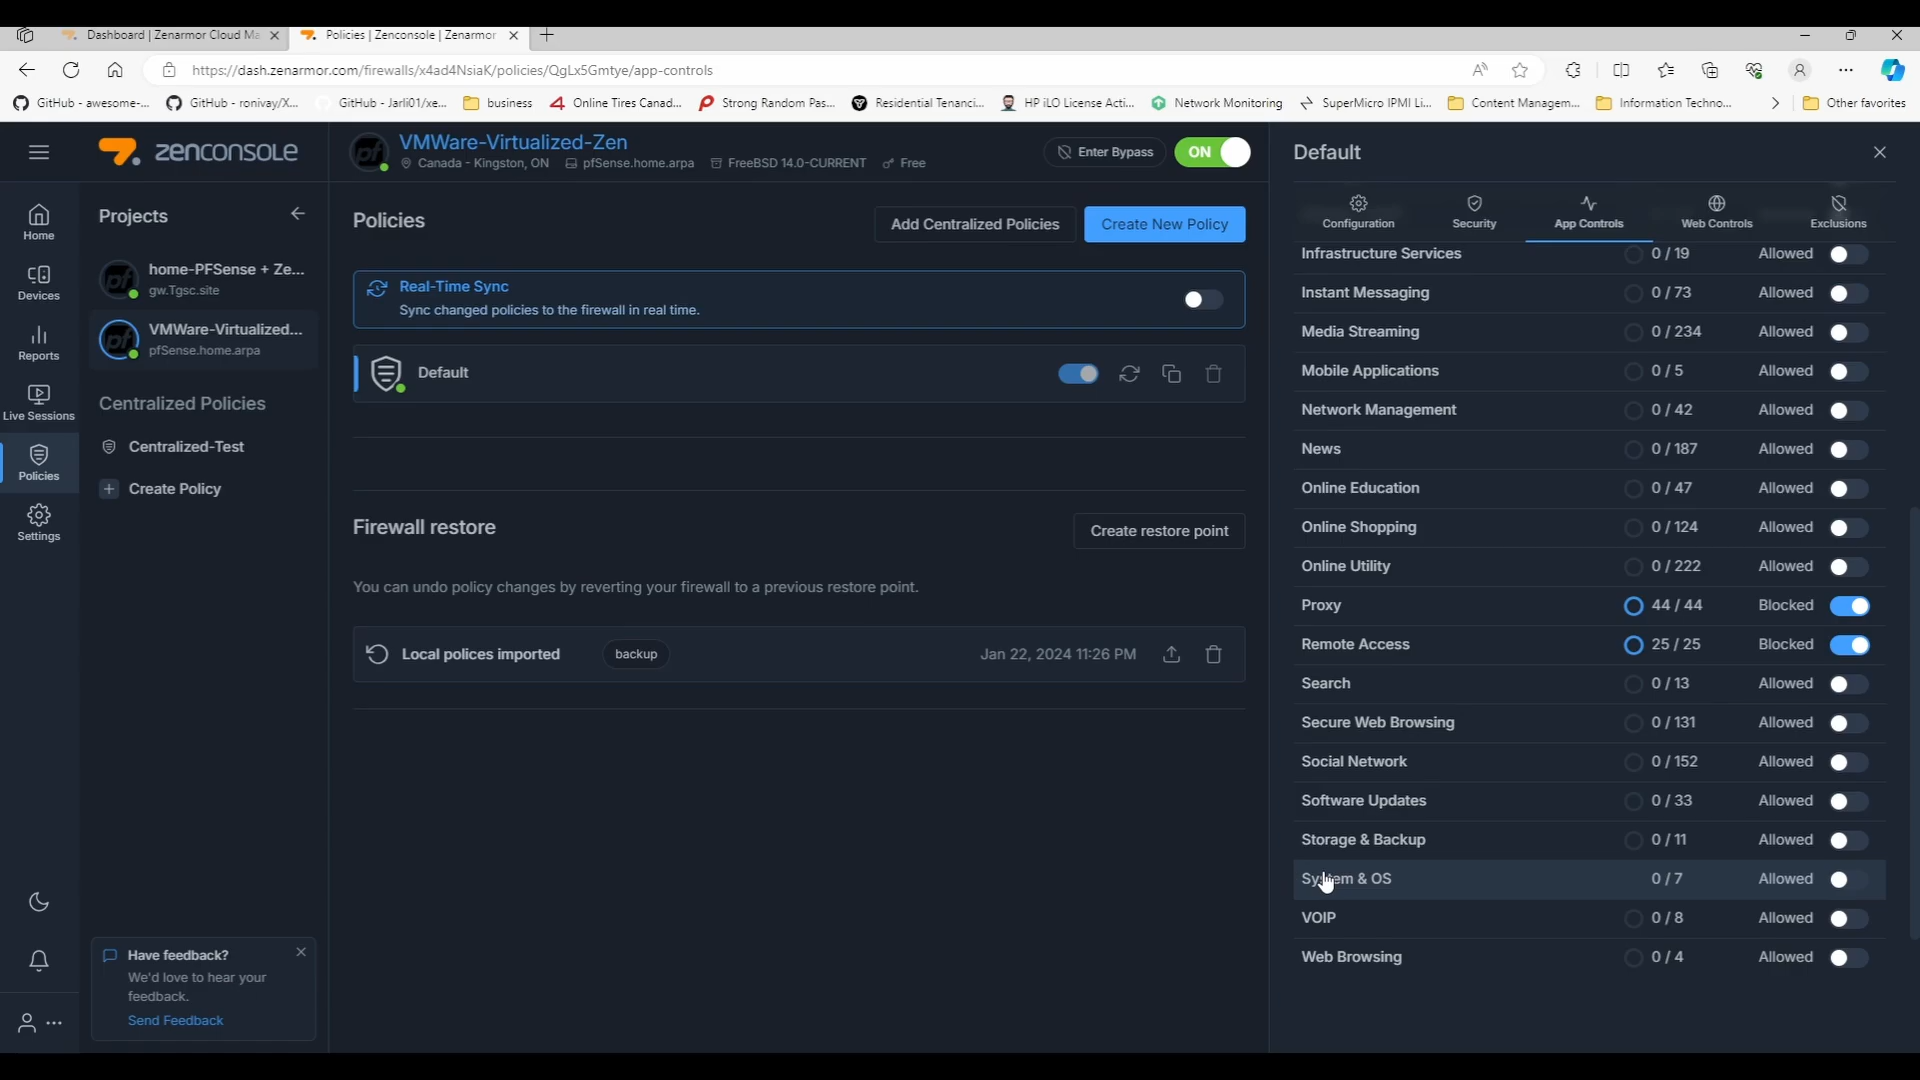 Dashboard | Zenarmor Cloud Ma
Policies | Zenconsole | Zenarmor
https://dash.zenarmor.com/firewalls/x4ad4NsiaK/policies/QgLx5Gmtye/app-controls
GitHub - awesome-...
GitHub - ronivay/X...
GitHub - Jarli01/xe...
business
Online Tires Canad...
Strong Random Pas...
Residential Tenanci...
HP iLO License Acti...
Network Monitoring
SuperMicro IPMI Li...
Content Managem...
Information Techno...
Other favorites
zenconsole
VMWare-Virtualized-Zen
Canada - Kingston, ON
pfSense.home.arpa
FreeBSD 14.0-CURRENT
Free
Enter Bypass
ON
Default
Home
Devices
Reports
Live Sessions
Policies
Settings
Projects
home-PFSense + Ze...
gw.Tgsc.site
VMWare-Virtualized...
pfSense.home.arpa
Centralized Policies
Centralized-Test
Create Policy
Have feedback?
We'd love to hear your
feedback.
Send Feedback
Policies
Add Centralized Policies
Create New Policy
Real-Time Sync
Sync changed policies to the firewall in real time.
Default
Firewall restore
Create restore point
You can undo policy changes by reverting your firewall to a previous restore point.
Local polices imported
backup
Jan 22, 2024 11:26 PM
Configuration
Security
App Controls
Web Controls
Exclusions
Infrastructure Services 0 / 19 Allowed
Instant Messaging 0 / 73 Allowed
Media Streaming 0 / 234 Allowed
Mobile Applications 0 / 5 Allowed
Network Management 0 / 42 Allowed
News 0 / 187 Allowed
Online Education 0 / 47 Allowed
Online Shopping 0 / 124 Allowed
Online Utility 0 / 222 Allowed
Proxy 44 / 44 Blocked
Remote Access 25 / 25 Blocked
Search 0 / 13 Allowed
Secure Web Browsing 0 / 131 Allowed
Social Network 0 / 152 Allowed
Software Updates 0 / 33 Allowed
Storage & Backup 0 / 11 Allowed
System & OS 0 / 7 Allowed
VOIP 0 / 8 Allowed
Web Browsing 0 / 4 Allowed